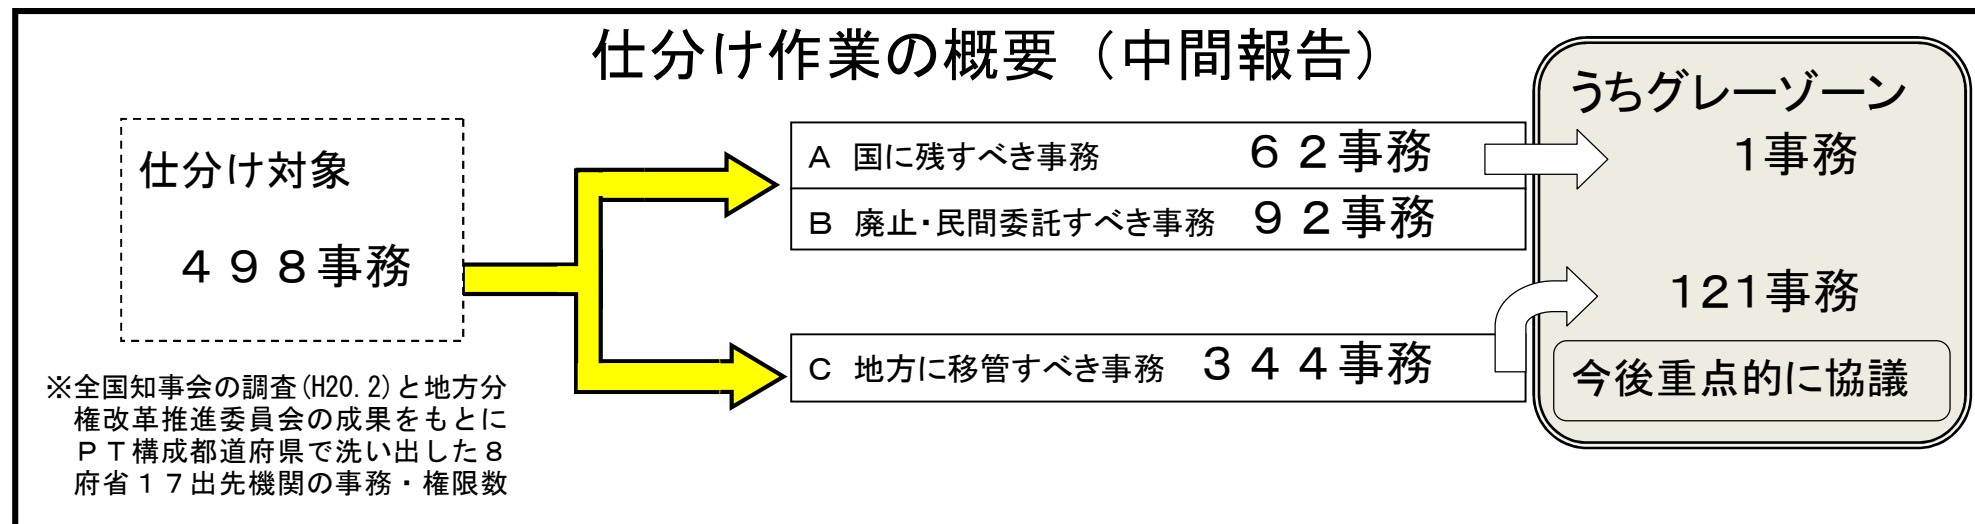 仕分け作業の概要（中間報告）
仕分け対象
４９８事務
※全国知事会の調査(H20.2)と地方分
権改革推進委員会の成果をもとに
ＰＴ構成都道府県で洗い出した８
府省１７出先機関の事務・権限数
Ａ 国に残すべき事務 ６２事務
Ｂ 廃止・民間委託すべき事務 ９２事務
Ｃ 地方に移管すべき事務 ３４４事務
うちグレーゾーン
1事務
121事務
今後重点的に協議